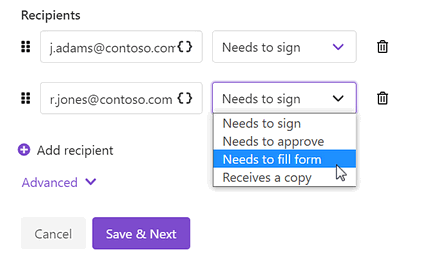 Recipients
j.adams@contoso.com {} Needs to sign
r.jones@contoso.com {} Needs to sign
Needs to sign
Needs to approve
Needs to fill form
Receives a copy
Add recipient
Advanced
Cancel Save & Next